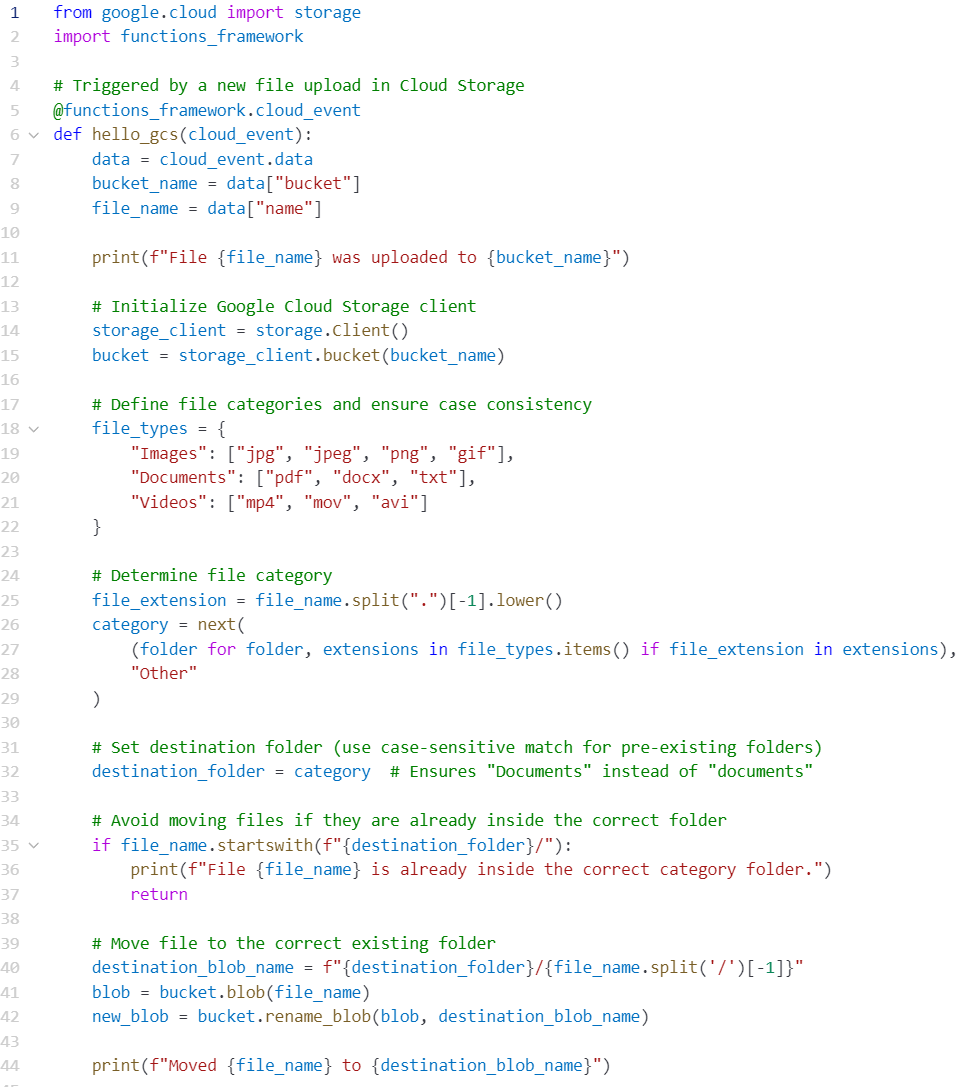 1 from google.cloud import storage
2 import functions_framework
3
4 # Triggered by a new file upload in Cloud Storage
5 @functions_framework.cloud_event
6 def hello_gcs(cloud_event):
7     data = cloud_event.data
8     bucket_name = data["bucket"]
9     file_name = data["name"]
10
11     print(f"File {file_name} was uploaded to {bucket_name}")
12
13     # Initialize Google Cloud Storage client
14     storage_client = storage.Client()
15     bucket = storage_client.bucket(bucket_name)
16
17     # Define file categories and ensure case consistency
18     file_types = {
19         "Images": ["jpg", "jpeg", "png", "gif"],
20         "Documents": ["pdf", "docx", "txt"],
21         "Videos": ["mp4", "mov", "avi"]
22     }
23
24     # Determine file category
25     file_extension = file_name.split(".")[-1].lower()
26     category = next(
27         (folder for folder, extensions in file_types.items() if file_extension in extensions),
28         "Other"
29     )
30
31     # Set destination folder (use case-sensitive match for pre-existing folders)
32     destination_folder = category  # Ensures "Documents" instead of "documents"
33
34     # Avoid moving files if they are already inside the correct folder
35     if file_name.startswith(f"{destination_folder}/"):
36         print(f"File {file_name} is already inside the correct category folder.")
37         return
38
39     # Move file to the correct existing folder
40     destination_blob_name = f"{destination_folder}/{file_name.split('/')[-1]}"
41     blob = bucket.blob(file_name)
42     new_blob = bucket.rename_blob(blob, destination_blob_name)
43
44     print(f"Moved {file_name} to {destination_blob_name}")